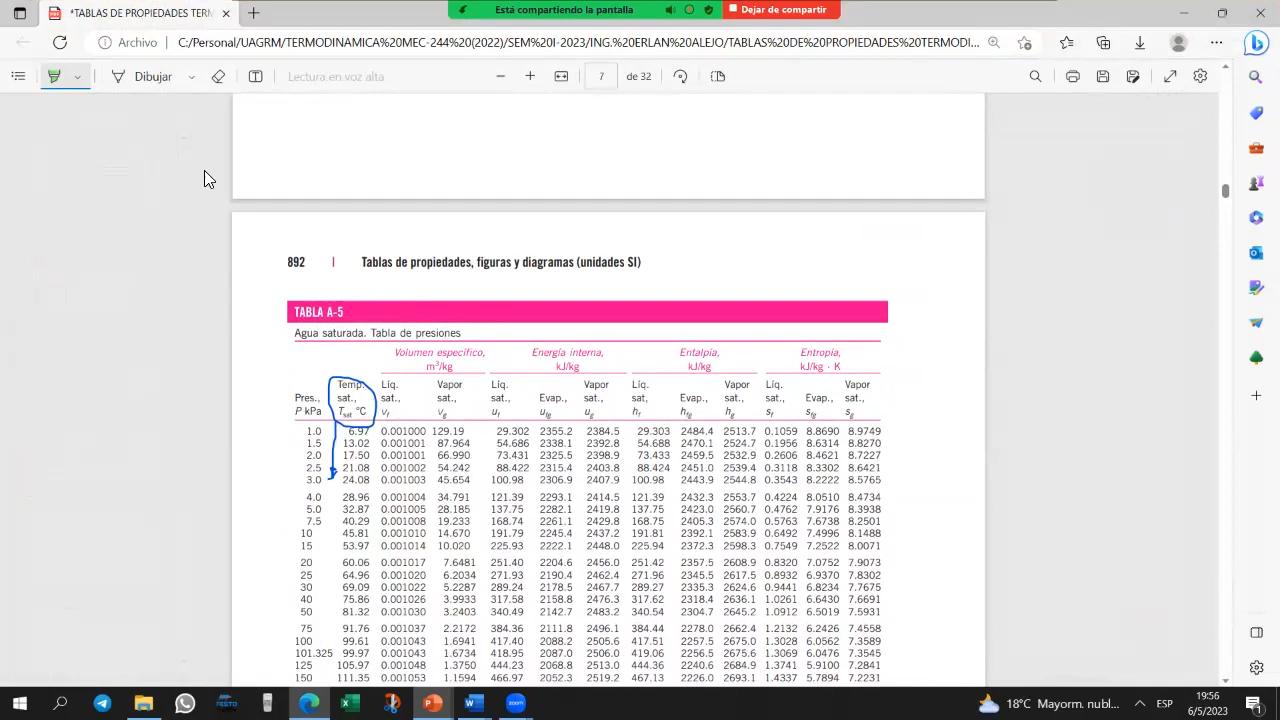 *TABLAS DE PROPIEDADES TERM
Está compartiendo la pantalla
Dejar de compartir
Archivo
C:/Personal/UAGRM/TERMODINAMICA%20MEC-244%20(2022)/SEM%20I-2023/ING.%20ERLAN%20ALEJO/TABLAS%20DE%20PROPIEDADES%20TERMODI...
Dibujar
Lectura en voz alta
7
de 32
892 | Tablas de propiedades, figuras y diagramas (unidades SI)
TABLA A-5
Agua saturada. Tabla de presiones
Volumen específico, Energía interna, Entalpía, Entropía,
m³/kg kJ/kg kJ/kg kJ/kg · K
Temp. Líq. Vapor Líq. Vapor Líq. Vapor Líq. Vapor
Pres., sat., sat., sat., sat., Evap., sat., sat, Evap., sat., sat., Evap., sat.,
P kPa Tsat °C vf vg uf ufg ug hf hfg hg sf sfg sg
1.0 6.97 0.001000 129.19 29.302 2355.2 2384.5 29.303 2484.4 2513.7 0.1059 8.8690 8.9749
1.5 13.02 0.001001 87.964 54.686 2338.1 2392.8 54.688 2470.1 2524.7 0.1956 8.6314 8.8270
2.0 17.50 0.001001 66.990 73.431 2325.5 2398.9 73.433 2459.5 2532.9 0.2606 8.4621 8.7227
2.5 21.08 0.001002 54.242 88.422 2315.4 2403.8 88.424 2451.0 2539.4 0.3118 8.3302 8.6421
3.0 24.08 0.001003 45.654 100.98 2306.9 2407.9 100.98 2443.9 2544.8 0.3543 8.2222 8.5765
4.0 28.96 0.001004 34.791 121.39 2293.1 2414.5 121.39 2432.3 2553.7 0.4224 8.0510 8.4734
5.0 32.87 0.001005 28.185 137.75 2282.1 2419.8 137.75 2423.0 2560.7 0.4762 7.9176 8.3938
7.5 40.29 0.001008 19.233 168.74 2261.1 2429.8 168.75 2405.3 2574.0 0.5763 7.6738 8.2501
10 45.81 0.001010 14.670 191.79 2245.4 2437.2 191.81 2392.1 2583.9 0.6492 7.4996 8.1488
15 53.97 0.001014 10.020 225.93 2222.1 2448.0 225.94 2372.3 2598.3 0.7549 7.2522 8.0071
20 60.06 0.001017 7.6481 251.40 2204.6 2456.0 251.42 2357.5 2608.9 0.8320 7.0752 7.9073
25 64.96 0.001020 6.2034 271.93 2190.4 2462.4 271.96 2345.5 2617.5 0.8932 6.9370 7.8302
30 69.09 0.001022 5.2287 289.24 2178.5 2467.7 289.27 2335.3 2624.6 0.9441 6.8234 7.7675
40 75.86 0.001026 3.9933 317.58 2158.8 2476.3 317.62 2318.4 2636.1 1.0261 6.6430 7.6691
50 81.32 0.001030 3.2403 340.49 2142.7 2483.2 340.54 2304.7 2645.2 1.0912 6.5019 7.5931
75 91.76 0.001037 2.2172 384.36 2111.8 2496.1 384.44 2278.0 2662.4 1.2132 6.2426 7.4558
100 99.61 0.001043 1.6941 417.40 2088.2 2505.6 417.51 2257.5 2675.0 1.3028 6.0562 7.3589
101.325 99.97 0.001043 1.6734 418.95 2087.0 2506.0 419.06 2256.5 2675.6 1.3069 6.0476 7.3545
125 105.97 0.001048 1.3750 444.23 2068.8 2513.0 444.36 2240.6 2684.9 1.3741 5.9100 7.2841
150 111.35 0.001053 1.1594 466.97 2052.3 2519.2 467.13 2226.0 2693.1 1.4337 5.7894 7.2231
FESTO
zoom
18°C Mayorm. nubl...
ESP
19:56
6/5/2023
1